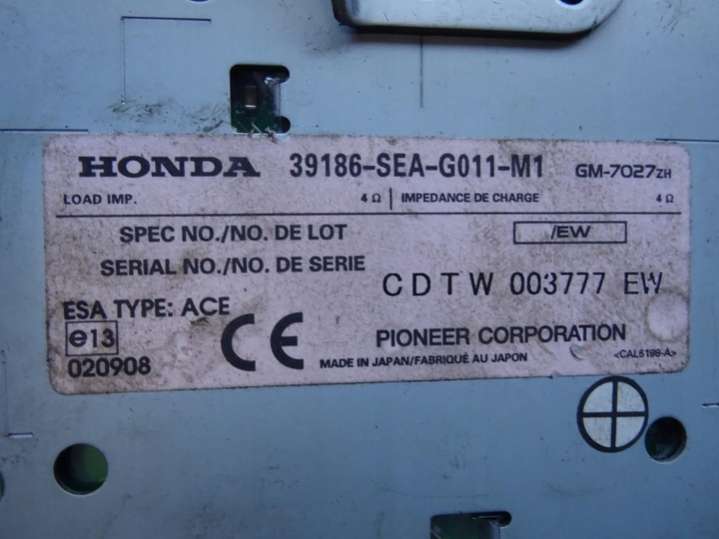 HONDA 39186-SEA-G011-M1 GM-7027ZH
LOAD IMP. 4 Ω IMPEDANCE DE CHARGE 4 Ω
SPEC NO./NO. DE LOT /EW
SERIAL NO./NO. DE SERIE
CDTW 003777 EW
ESA TYPE: ACE
e13
020908
CE
PIONEER CORPORATION
MADE IN JAPAN/FABRIQUÉ AU JAPON
<CAL5199-A>